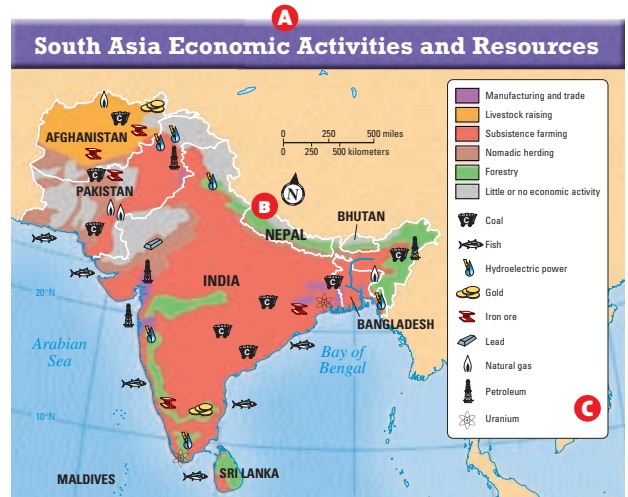 A
South Asia Economic Activities and Resources
Manufacturing and trade
Livestock raising
Subsistence farming
Nomadic herding
Forestry
Little or no economic activity
C Coal
Fish
Hydroelectric power
Gold
Iron ore
Lead
Natural gas
Petroleum
Uranium
C
AFGHANISTAN
C
0 250 500 miles
0 250 500 kilometers
N
C
PAKISTAN
B
C
NEPAL
BHUTAN
C
INDIA
C
20°N
C
BANGLADESH
C
C
Arabian
Sea
Bay of
Bengal
10°N
MALDIVES
SRI LANKA
C